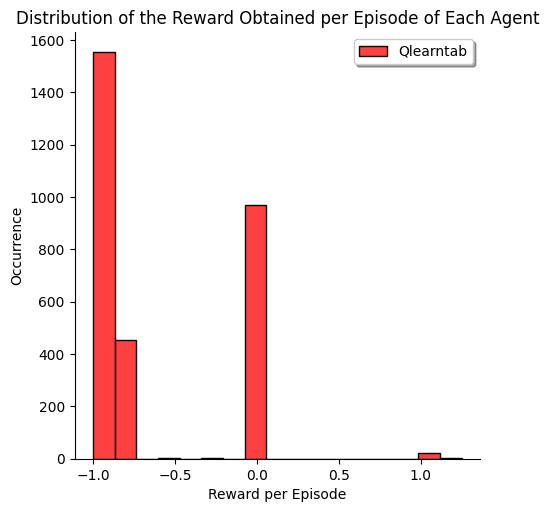 Distribution of the Reward Obtained per Episode of Each Agent
Qlearntab
1600
1400
1200
1000
800
600
400
200
0
Occurrence
−1.0 −0.5 0.0 0.5 1.0
Reward per Episode